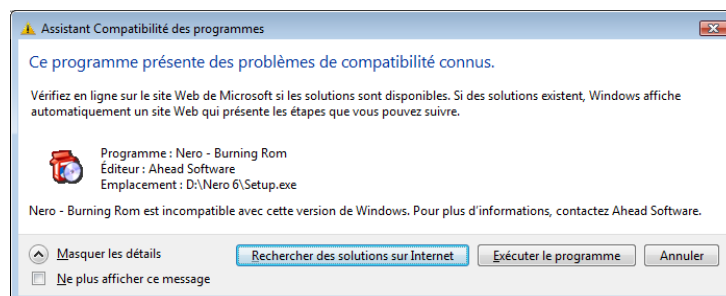 Assistant Compatibilité des programmes
Ce programme présente des problèmes de compatibilité connus.
Vérifiez en ligne sur le site Web de Microsoft si les solutions sont disponibles. Si des solutions existent, Windows affiche
automatiquement un site Web qui présente les étapes que vous pouvez suivre.
Programme : Nero - Burning Rom
Éditeur : Ahead Software
Emplacement : D:\Nero 6\Setup.exe
Nero - Burning Rom est incompatible avec cette version de Windows. Pour plus d'informations, contactez Ahead Software.
Masquer les détails
Rechercher des solutions sur Internet
Exécuter le programme
Annuler
Ne plus afficher ce message